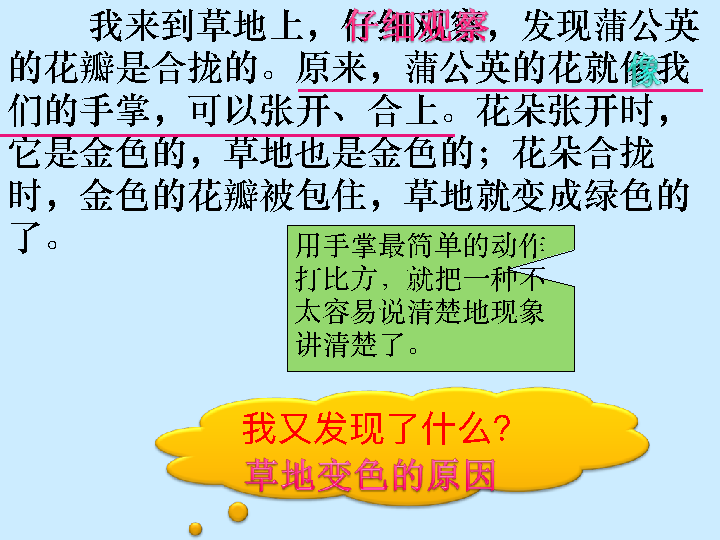 我来到草地上，仔细观察，发现蒲公英
的花瓣是合拢的。原来，蒲公英的花就像我
们的手掌，可以张开、合上。花朵张开时，
它是金色的，草地也是金色的；花朵合拢
时，金色的花瓣被包住，草地就变成绿色的
了。
用手掌最简单的动作
打比方，就把一种不
太容易说清楚地现象
讲清楚了。
我又发现了什么？
草地变色的原因